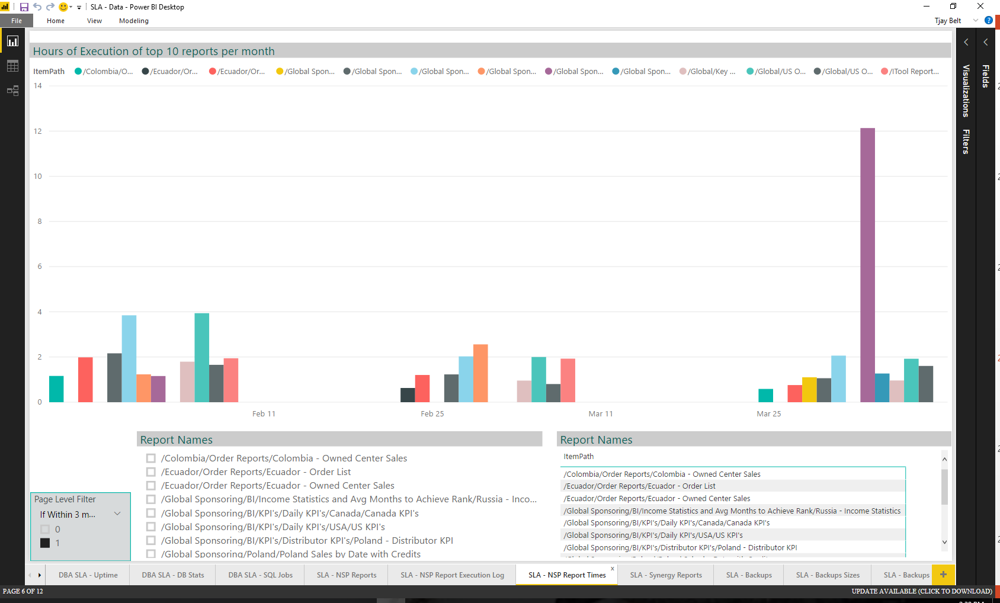 SLA - Data - Power BI Desktop
File Home View Modeling
Tjay Belt
?
Hours of Execution of top 10 reports per month
ItemPath /Colombia/O... /Ecuador/Or... /Ecuador/Or... /Global Spon... /Global Spon... /Global Spon... /Global Spon... /Global Spon... /Global Spon... /Global/Key ... /Global/US O... /Global/US O... /ITool Report...
14
12
10
8
6
4
2
0
Feb 11 Feb 25 Mar 11 Mar 25
Visualizations
Filters
Fields
Report Names
/Colombia/Order Reports/Colombia - Owned Center Sales
/Ecuador/Order Reports/Ecuador - Order List
/Ecuador/Order Reports/Ecuador - Owned Center Sales
/Global Sponsoring/BI/Income Statistics and Avg Months to Achieve Rank/Russia - Inco...
/Global Sponsoring/BI/KPI's/Daily KPI's/Canada/Canada KPI's
/Global Sponsoring/BI/KPI's/Daily KPI's/USA/US KPI's
/Global Sponsoring/BI/KPI's/Distributor KPI's/Poland - Distributor KPI
/Global Sponsoring/Poland/Poland Sales by Date with Credits
Report Names
ItemPath
/Colombia/Order Reports/Colombia - Owned Center Sales
/Ecuador/Order Reports/Ecuador - Order List
/Ecuador/Order Reports/Ecuador - Owned Center Sales
/Global Sponsoring/BI/Income Statistics and Avg Months to Achieve Rank/Russia - Income Statistics
/Global Sponsoring/BI/KPI's/Daily KPI's/Canada/Canada KPI's
/Global Sponsoring/BI/KPI's/Daily KPI's/USA/US KPI's
/Global Sponsoring/BI/KPI's/Distributor KPI's/Poland - Distributor KPI
Page Level Filter
If Within 3 m...
0
1
DBA SLA - Uptime DBA SLA - DB Stats DBA SLA - SQL Jobs SLA - NSP Reports SLA - NSP Report Execution Log SLA - NSP Report Times x SLA - Synergy Reports SLA - Backups SLA - Backups Sizes SLA - Backups +
PAGE 6 OF 12
UPDATE AVAILABLE (CLICK TO DOWNLOAD)